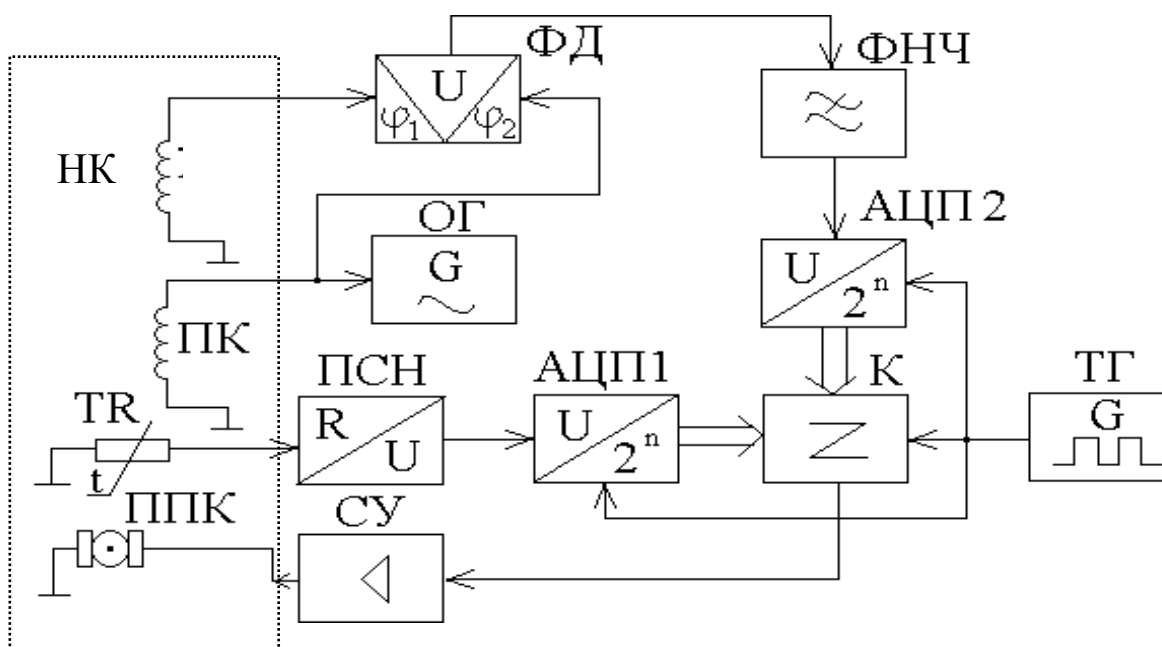 ФД
ФНЧ
U
φ1
φ2
НК
АЦП 2
ОГ
G
U
2ⁿ
ПК
ПСН
АЦП1
К
ТГ
TR
R
U
U
2ⁿ
G
t
ППК
СУ